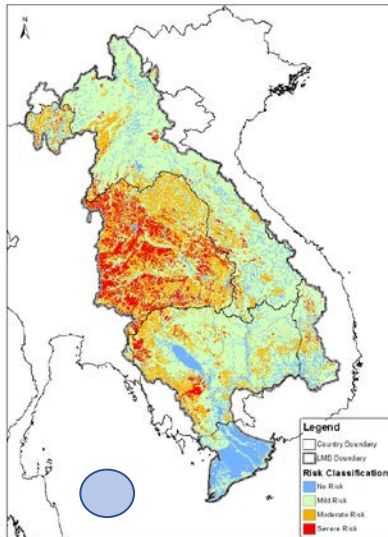 N
Legend
Country Boundary
LMB Boundary
Risk Classification
No Risk
Mild Risk
Moderate Risk
Severe Risk